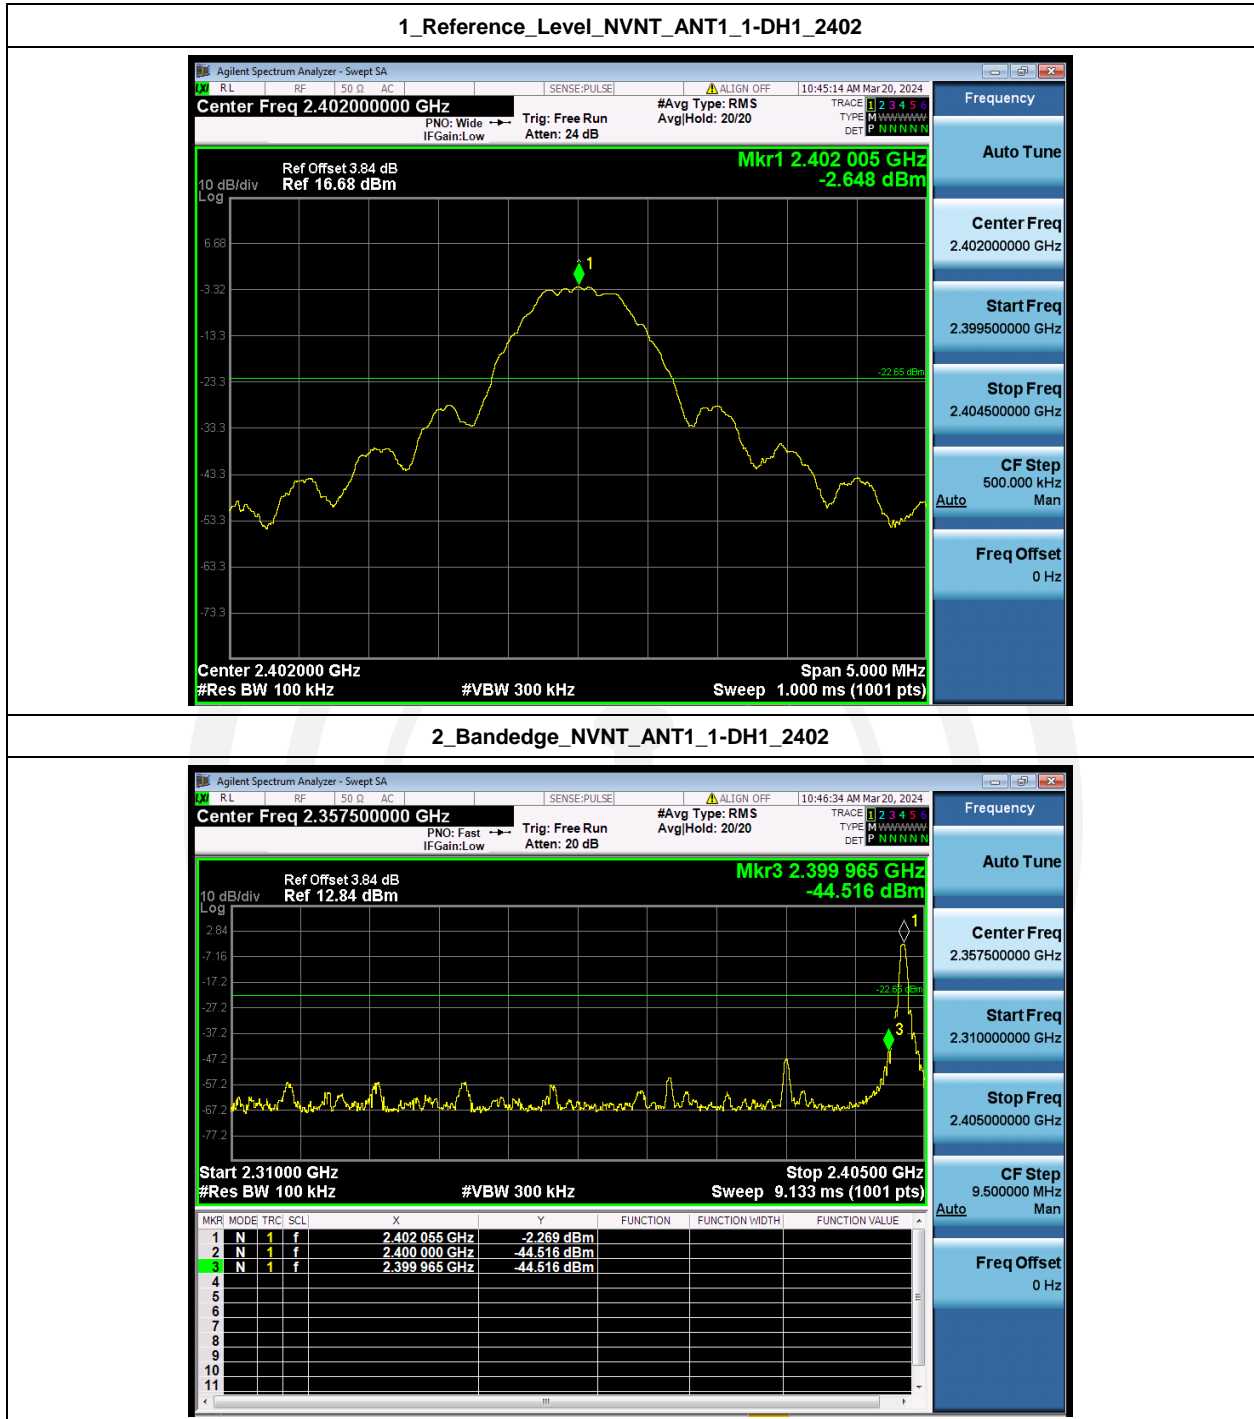 1_Reference_Level_NVNT_ANT1_1-DH1_2402
Agilent Spectrum Analyzer - Swept SA
LXI RL RF 50 Ω AC SENSE:PULSE ALIGN OFF 10:45:14 AM Mar 20, 2024
Center Freq 2.402000000 GHz #Avg Type: RMS TRACE 1 2 3 4 5 6
PNO: Wide Trig: Free Run Avg|Hold: 20/20 TYPE M WWWWW
IFGain:Low Atten: 24 dB DET P N N N N N
Frequency
Auto Tune
Mkr1 2.402 005 GHz
-2.648 dBm
Ref Offset 3.84 dB
10 dB/div Ref 16.68 dBm
Log
6.68
-3.32
-13.3
-23.3
-33.3
-43.3
-53.3
-63.3
-73.3
1
-22.65 dBm
Center Freq
2.402000000 GHz
Start Freq
2.399500000 GHz
Stop Freq
2.404500000 GHz
CF Step
500.000 kHz
Auto Man
Freq Offset
0 Hz
Center 2.402000 GHz Span 5.000 MHz
#Res BW 100 kHz #VBW 300 kHz Sweep 1.000 ms (1001 pts)
2_Bandedge_NVNT_ANT1_1-DH1_2402
Agilent Spectrum Analyzer - Swept SA
LXI RL RF 50 Ω AC SENSE:PULSE ALIGN OFF 10:46:34 AM Mar 20, 2024
Center Freq 2.357500000 GHz #Avg Type: RMS TRACE 1 2 3 4 5 6
PNO: Fast Trig: Free Run Avg|Hold: 20/20 TYPE M WWWWW
IFGain:Low Atten: 20 dB DET P N N N N N
Frequency
Auto Tune
Mkr3 2.399 965 GHz
-44.516 dBm
Ref Offset 3.84 dB
10 dB/div Ref 12.84 dBm
Log
2.84
-7.16
-17.2
-27.2
-37.2
-47.2
-57.2
-67.2
-77.2
1
-22.65 dBm
3
Center Freq
2.357500000 GHz
Start Freq
2.310000000 GHz
Stop Freq
2.405000000 GHz
CF Step
9.500000 MHz
Auto Man
Freq Offset
0 Hz
Start 2.31000 GHz Stop 2.40500 GHz
#Res BW 100 kHz #VBW 300 kHz Sweep 9.133 ms (1001 pts)
MKR MODE TRC SCL X Y FUNCTION FUNCTION WIDTH FUNCTION VALUE
1 N 1 f 2.402 055 GHz -2.269 dBm
2 N 1 f 2.400 000 GHz -44.516 dBm
3 N 1 f 2.399 965 GHz -44.516 dBm
4
5
6
7
8
9
10
11